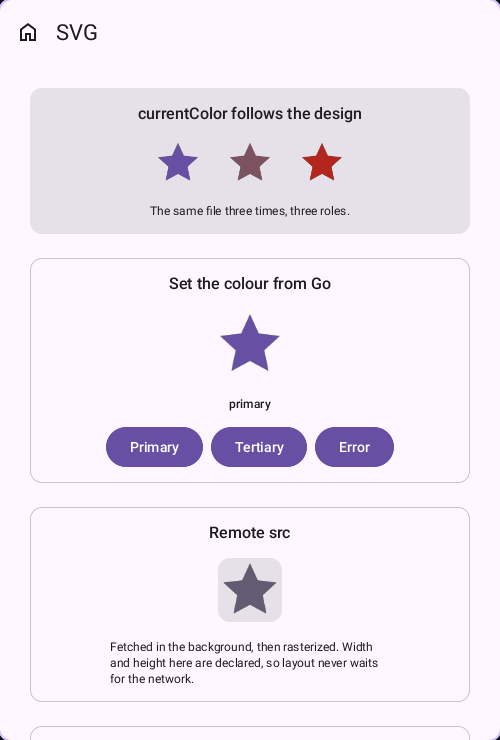 SVG
currentColor follows the design
The same file three times, three roles.
Set the colour from Go
primary
Primary
Tertiary
Error
Remote src
Fetched in the background, then rasterized. Width
and height here are declared, so layout never waits
for the network.